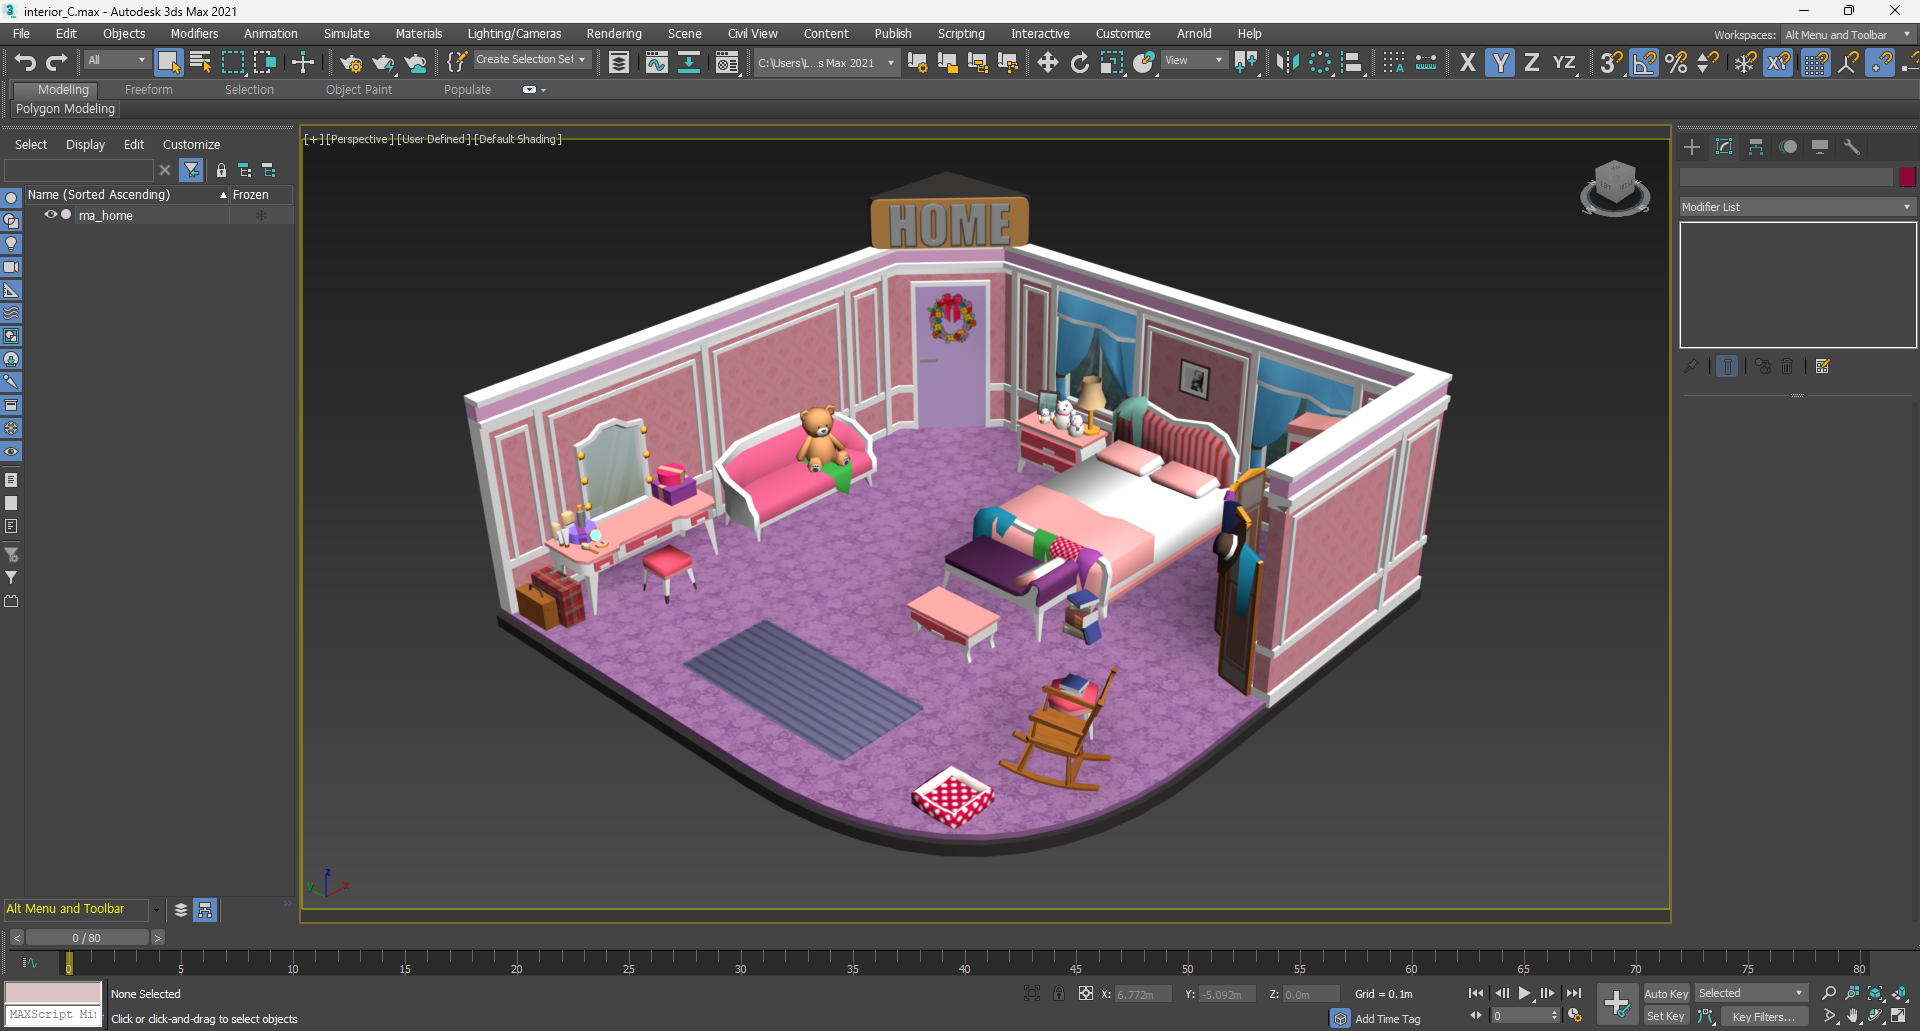 interior_C.max - Autodesk 3ds Max 2021
File Edit Objects Modifiers Animation Simulate Materials Lighting/Cameras Rendering Scene Civil View Content Publish Scripting Interactive Customize Arnold Help
Workspaces: Alt Menu and Toolbar
All
Create Selection Set
C:\Users\L...s Max 2021
View
X Y Z YZ
3 XY
Modeling Freeform Selection Object Paint Populate
Polygon Modeling
Select Display Edit Customize
[+] [Perspective] [User Defined] [Default Shading]
Name (Sorted Ascending) Frozen
ma_home
Modifier List
HOME
z
x
y
Alt Menu and Toolbar
0 / 80
0 5 10 15 20 25 30 35 40 45 50 55 60 65 70 75 80
None Selected
X: 6.772m Y: -5.092m Z: 0.0m Grid = 0.1m
Auto Key Selected
MAXScript Mi
Click or click-and-drag to select objects
Add Time Tag
0
Set Key Key Filters...